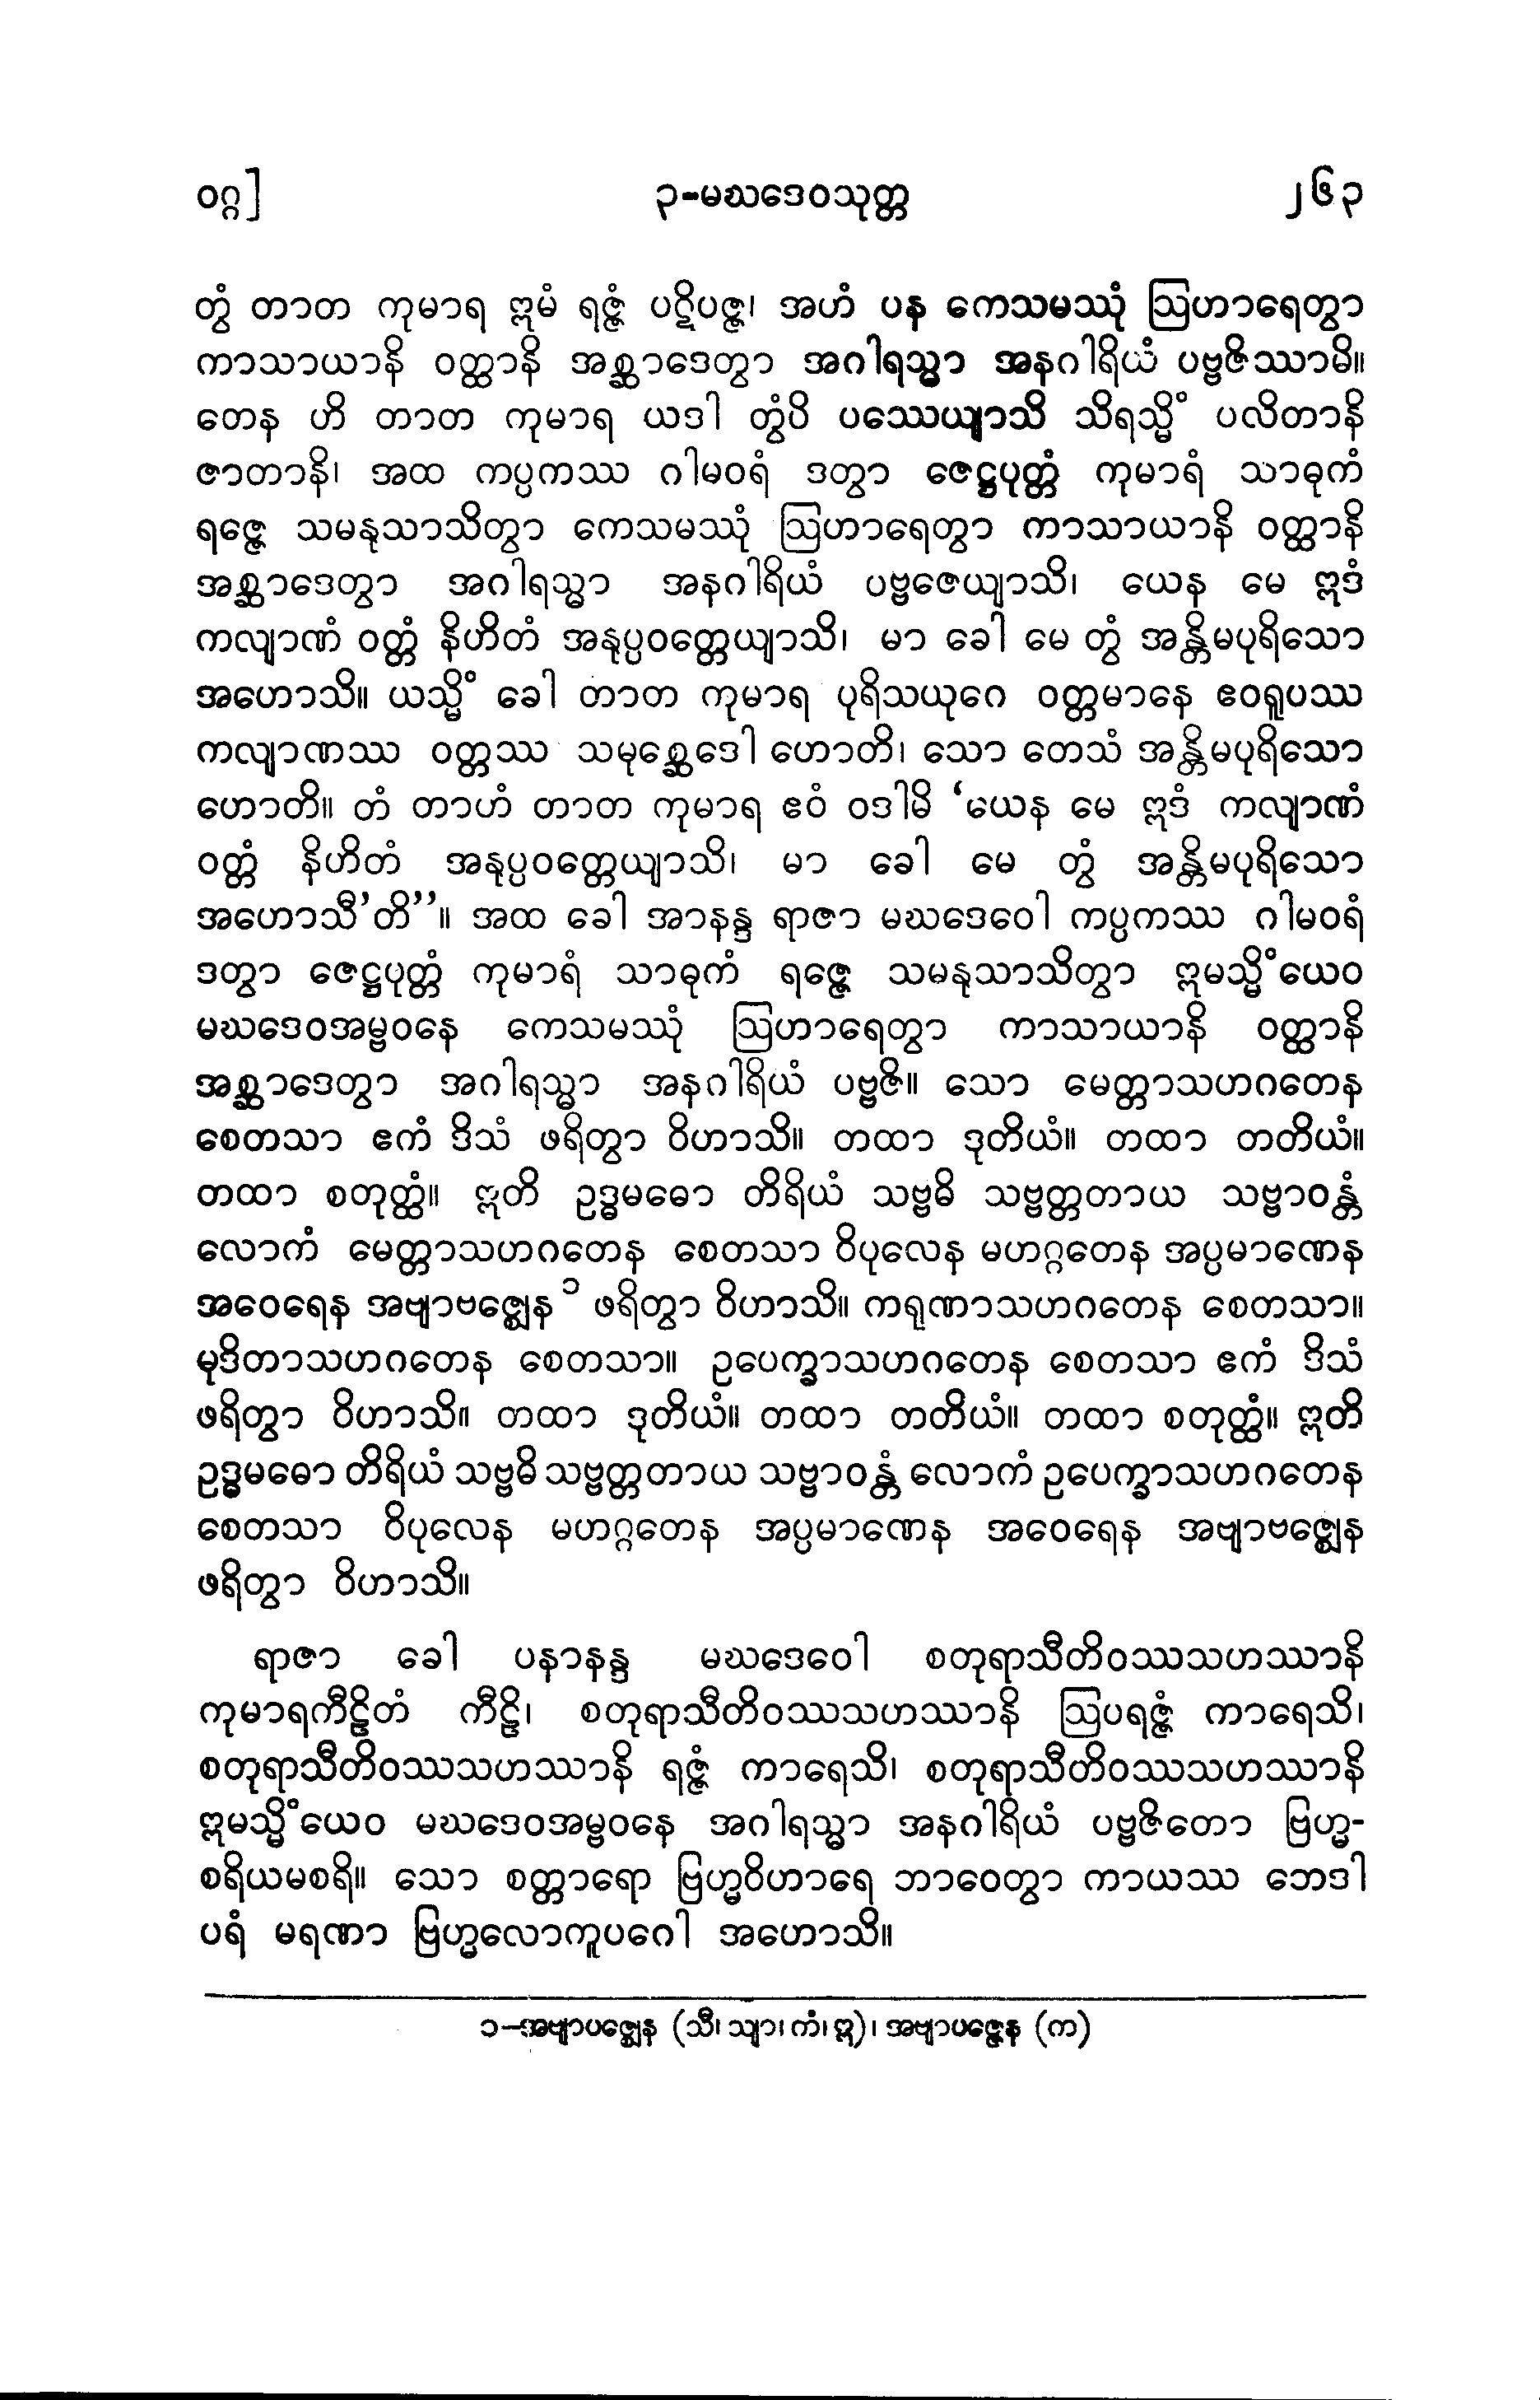 ဝဂ္ဂ] ၃-မဃဒေဝသုတ္တ ၂၆၃
တွံ တာတ ကုမာရ ဣမံ ရဇ္ဇံ ပဋိပဇ္ဇ၊ အဟံ ပန ကေသမဿုံ ဩဟာရေတွာ
ကာသာယာနိ ဝတ္ထာနိ အစ္ဆာဒေတွာ အဂါရသ္မာ အနဂါရိယံ ပဗ္ဗဇိဿာမိ။
တေန ဟိ တာတ ကုမာရ ယဒါ တွံပိ ပဿေယျာသိ သိရသ္မိံ ပလိတာနိ
ဇာတာနိ၊ အထ ကပ္ပကဿ ဂါမဝရံ ဒတွာ ဇေဋ္ဌပုတ္တံ ကုမာရံ သာဓုကံ
ရဇ္ဇေ သမနုသာသိတွာ ကေသမဿုံ ဩဟာရေတွာ ကာသာယာနိ ဝတ္ထာနိ
အစ္ဆာဒေတွာ အဂါရသ္မာ အနဂါရိယံ ပဗ္ဗဇေယျာသိ၊ ယေန မေ ဣဒံ
ကလျာဏံ ဝတ္တံ နိဟိတံ အနုပ္ပဝတ္တေယျာသိ၊ မာ ခေါ မေ တွံ အန္တိမပုရိသော
အဟောသိ။ ယသ္မိံ ခေါ တာတ ကုမာရ ပုရိသယုဂေ ဝတ္တမာနေ ဧဝရူပဿ
ကလျာဏဿ ဝတ္တဿ သမုစ္ဆေဒေါ ဟောတိ၊ သော တေသံ အန္တိမပုရိသော
ဟောတိ။ တံ တာဟံ တာတ ကုမာရ ဧဝံ ဝဒါမိ ‘ယေန မေ ဣဒံ ကလျာဏံ
ဝတ္တံ နိဟိတံ အနုပ္ပဝတ္တေယျာသိ၊ မာ ခေါ မေ တွံ အန္တိမပုရိသော
အဟောသီ’တိ’’။ အထ ခေါ အာနန္ဒ ရာဇာ မဃဒေဝေါ ကပ္ပကဿ ဂါမဝရံ
ဒတွာ ဇေဋ္ဌပုတ္တံ ကုမာရံ သာဓုကံ ရဇ္ဇေ သမနုသာသိတွာ ဣမသ္မိံယေဝ
မဃဒေဝအမ္ဗဝနေ ကေသမဿုံ ဩဟာရေတွာ ကာသာယာနိ ဝတ္ထာနိ
အစ္ဆာဒေတွာ အဂါရသ္မာ အနဂါရိယံ ပဗ္ဗဇိ။ သော မေတ္တာသဟဂတေန
စေတသာ ဧကံ ဒိသံ ဖရိတွာ ဝိဟာသိ။ တထာ ဒုတိယံ။ တထာ တတိယံ။
တထာ စတုတ္ထံ။ ဣတိ ဥဒ္ဓမဓော တိရိယံ သဗ္ဗဓိ သဗ္ဗတ္တတာယ သဗ္ဗာဝန္တံ
လောကံ မေတ္တာသဟဂတေန စေတသာ ဝိပုလေန မဟဂ္ဂတေန အပ္ပမာဏေန
အဝေရေန အဗျာဗဇ္ဈေန ၁ ဖရိတွာ ဝိဟာသိ။ ကရုဏာသဟဂတေန စေတသာ။
မုဒိတာသဟဂတေန စေတသာ။ ဥပေက္ခာသဟဂတေန စေတသာ ဧကံ ဒိသံ
ဖရိတွာ ဝိဟာသိ။ တထာ ဒုတိယံ။ တထာ တတိယံ။ တထာ စတုတ္ထံ။ ဣတိ
ဥဒ္ဓမဓော တိရိယံ သဗ္ဗဓိ သဗ္ဗတ္တတာယ သဗ္ဗာဝန္တံ လောကံ ဥပေက္ခာသဟဂတေန
စေတသာ ဝိပုလေန မဟဂ္ဂတေန အပ္ပမာဏေန အဝေရေန အဗျာဗဇ္ဈေန
ဖရိတွာ ဝိဟာသိ။
ရာဇာ ခေါ ပနာနန္ဒ မဃဒေဝေါ စတုရာသီတိဝဿသဟဿာနိ
ကုမာရကီဠိတံ ကီဠိ၊ စတုရာသီတိဝဿသဟဿာနိ ဩပရဇ္ဇံ ကာရေသိ၊
စတုရာသီတိဝဿသဟဿာနိ ရဇ္ဇံ ကာရေသိ၊ စတုရာသီတိဝဿသဟဿာနိ
ဣမသ္မိံယေဝ မဃဒေဝအမ္ဗဝနေ အဂါရသ္မာ အနဂါရိယံ ပဗ္ဗဇိတော ဗြဟ္မ-
စရိယမစရိ။ သော စတ္တာရော ဗြဟ္မဝိဟာရေ ဘာဝေတွာ ကာယဿ ဘေဒါ
ပရံ မရဏာ ဗြဟ္မလောကူပဂေါ အဟောသိ။
၁-အဗျာပဇ္ဈေန (သီ၊ သျာ၊ ကံ၊ ဣ)၊ အဗျာပဇ္ဇေန (က)